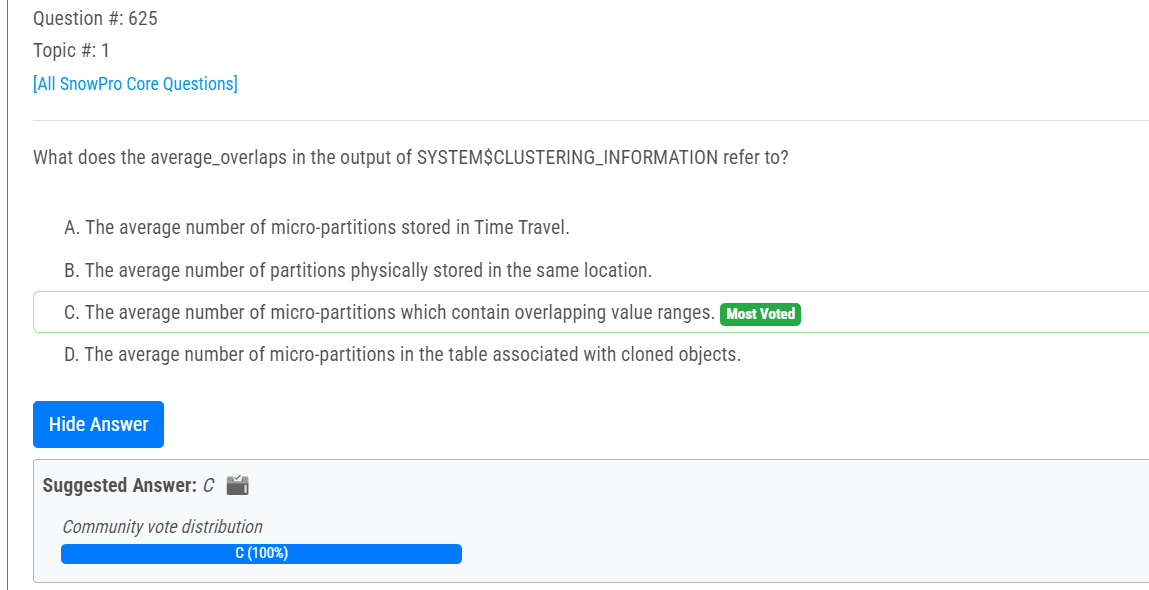 Question #: 625
Topic #: 1
[All SnowPro Core Questions]
What does the average_overlaps in the output of SYSTEM$CLUSTERING_INFORMATION refer to?
A. The average number of micro-partitions stored in Time Travel.
B. The average number of partitions physically stored in the same location.
C. The average number of micro-partitions which contain overlapping value ranges. Most Voted
D. The average number of micro-partitions in the table associated with cloned objects.
Hide Answer
Suggested Answer: C
Community vote distribution
C (100%)